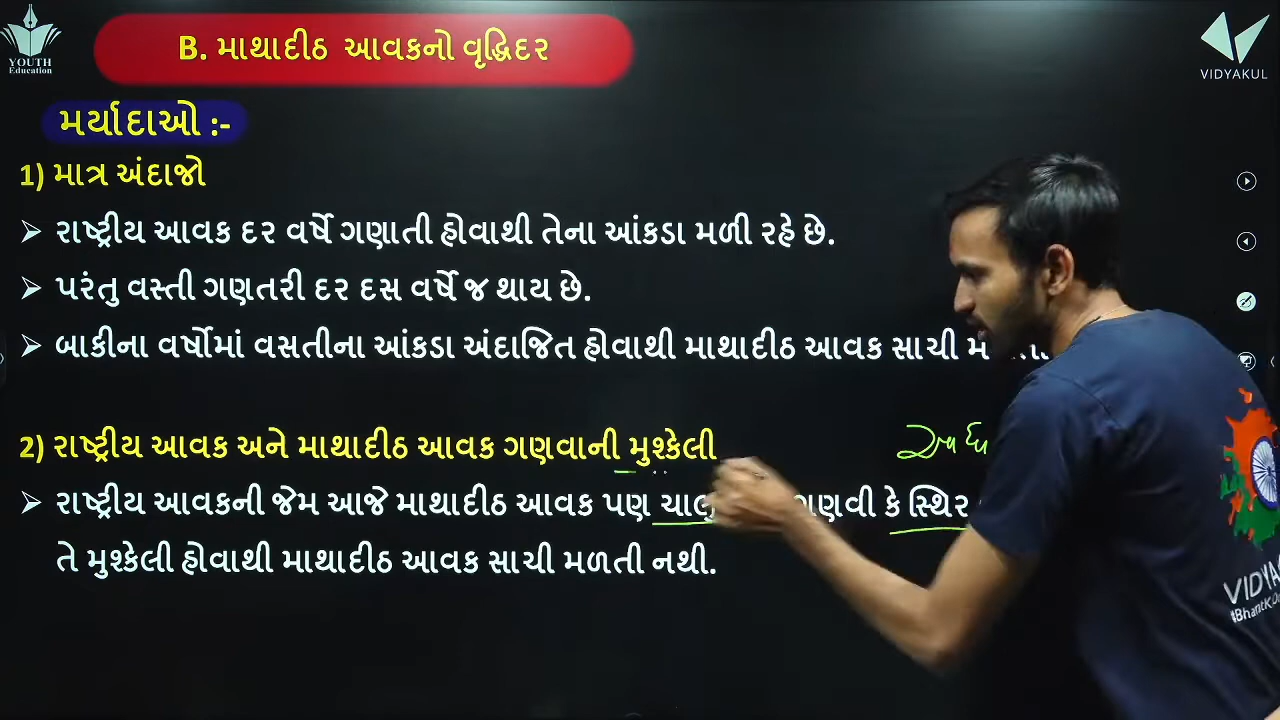 YOUTH
Education
B. માથાદીઠ આવકનો વૃદ્ધિદર
VIDYAKUL
મર્યાદાઓ :-
1) માત્ર અંદાજો
➢ રાષ્ટ્રીય આવક દર વર્ષે ગણાતી હોવાથી તેના આંકડા મળી રહે છે.
➢ પરંતુ વસ્તી ગણતરી દર દસ વર્ષે જ થાય છે.
➢ બાકીના વર્ષોમાં વસતીના આંકડા અંદાજિત હોવાથી માથાદીઠ આવક સાચી
2) રાષ્ટ્રીય આવક અને માથાદીઠ આવક ગણવાની મુશ્કેલી
➢ રાષ્ટ્રીય આવકની જેમ આજે માથાદીઠ આવક પણ ચાલુ ગણવી કે સ્થિર
તે મુશ્કેલી હોવાથી માથાદીઠ આવક સાચી મળતી નથી.